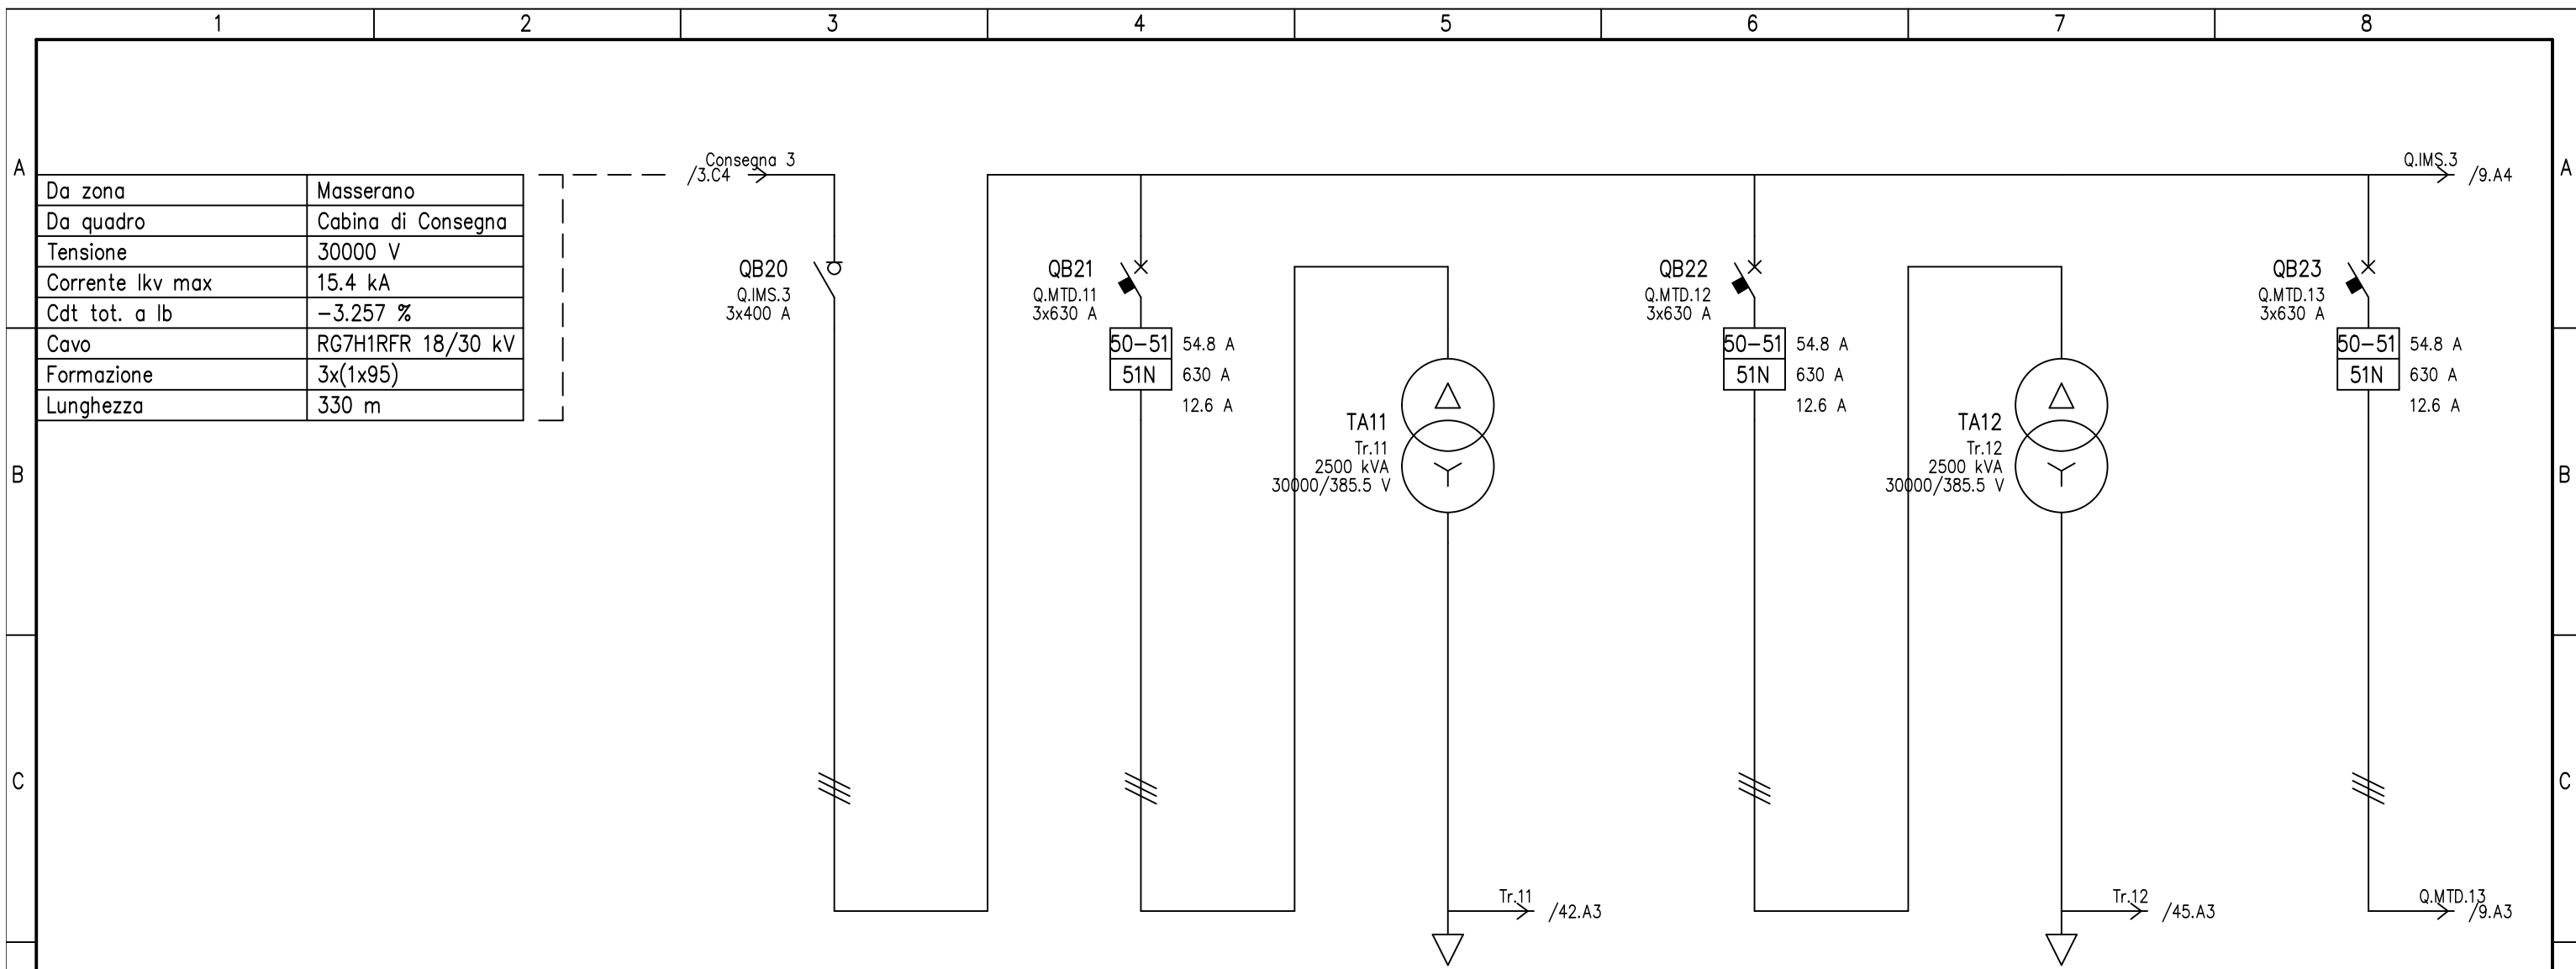 1 2 3 4 5 6 7 8
A A
Consegna 3
/3.C4
Q.IMS.3
/9.A4
Da zona Masserano
Da quadro Cabina di Consegna
Tensione 30000 V
Corrente Ikv max 15.4 kA
Cdt tot. a Ib -3.257 %
Cavo RG7H1RFR 18/30 kV
Formazione 3x(1x95)
Lunghezza 330 m
QB20
Q.IMS.3
3x400 A
QB21
Q.MTD.11
3x630 A
50-51 54.8 A
51N 630 A
12.6 A
TA11
Tr.11
2500 kVA
30000/385.5 V
QB22
Q.MTD.12
3x630 A
50-51 54.8 A
51N 630 A
12.6 A
TA12
Tr.12
2500 kVA
30000/385.5 V
QB23
Q.MTD.13
3x630 A
50-51 54.8 A
51N 630 A
12.6 A
B B
C C
Tr.11
/42.A3
Tr.12
/45.A3
Q.MTD.13
/9.A3